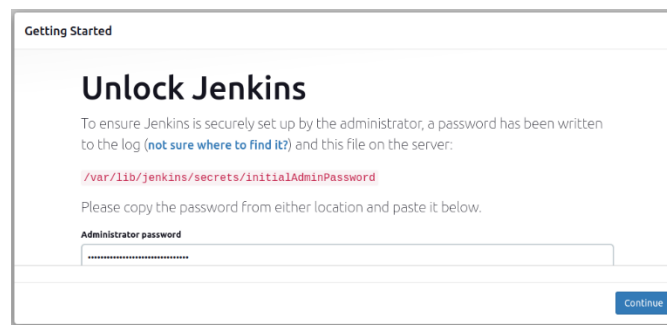 Getting Started
Unlock Jenkins
To ensure Jenkins is securely set up by the administrator, a password has been written
to the log (not sure where to find it?) and this file on the server:
/var/lib/jenkins/secrets/initialAdminPassword
Please copy the password from either location and paste it below.
Administrator password
Continue